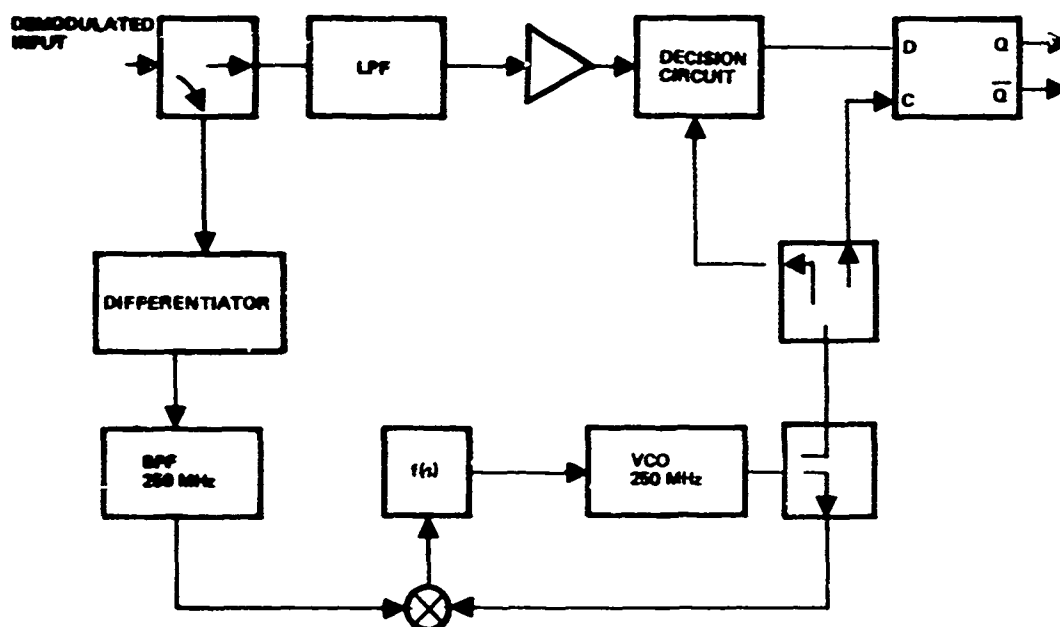 DEMODULATED
INPUT
LPF
DECISION
CIRCUIT
D
Q
C
Q̅
DIFFERENTIATOR
BPF
250 MHz
f(s)
VCO
250 MHz